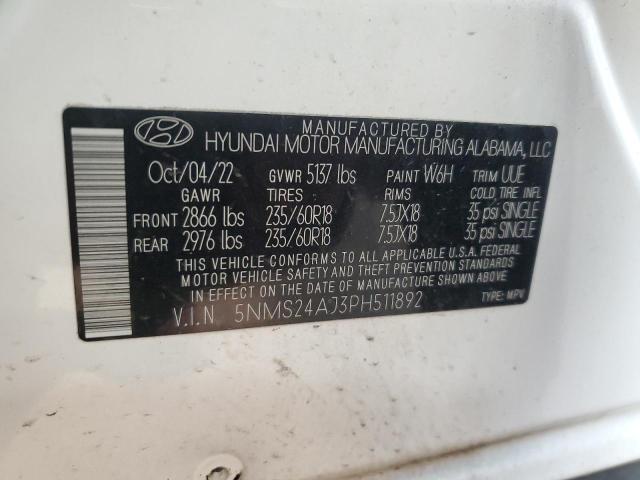 MANUFACTURED BY
HYUNDAI MOTOR MANUFACTURING ALABAMA, LLC
Oct/04/22 GVWR 5137 lbs PAINT W6H TRIM UUE
GAWR TIRES RIMS COLD TIRE INFL.
FRONT 2866 lbs 235/60R18 7.5JX18 35 psi SINGLE
REAR 2976 lbs 235/60R18 7.5JX18 35 psi SINGLE
THIS VEHICLE CONFORMS TO ALL APPLICABLE U.S.A. FEDERAL
MOTOR VEHICLE SAFETY AND THEFT PREVENTION STANDARDS
IN EFFECT ON THE DATE OF MANUFACTURE SHOWN ABOVE.
V.I.N. 5NMS24AJ3PH511892 TYPE: MPV